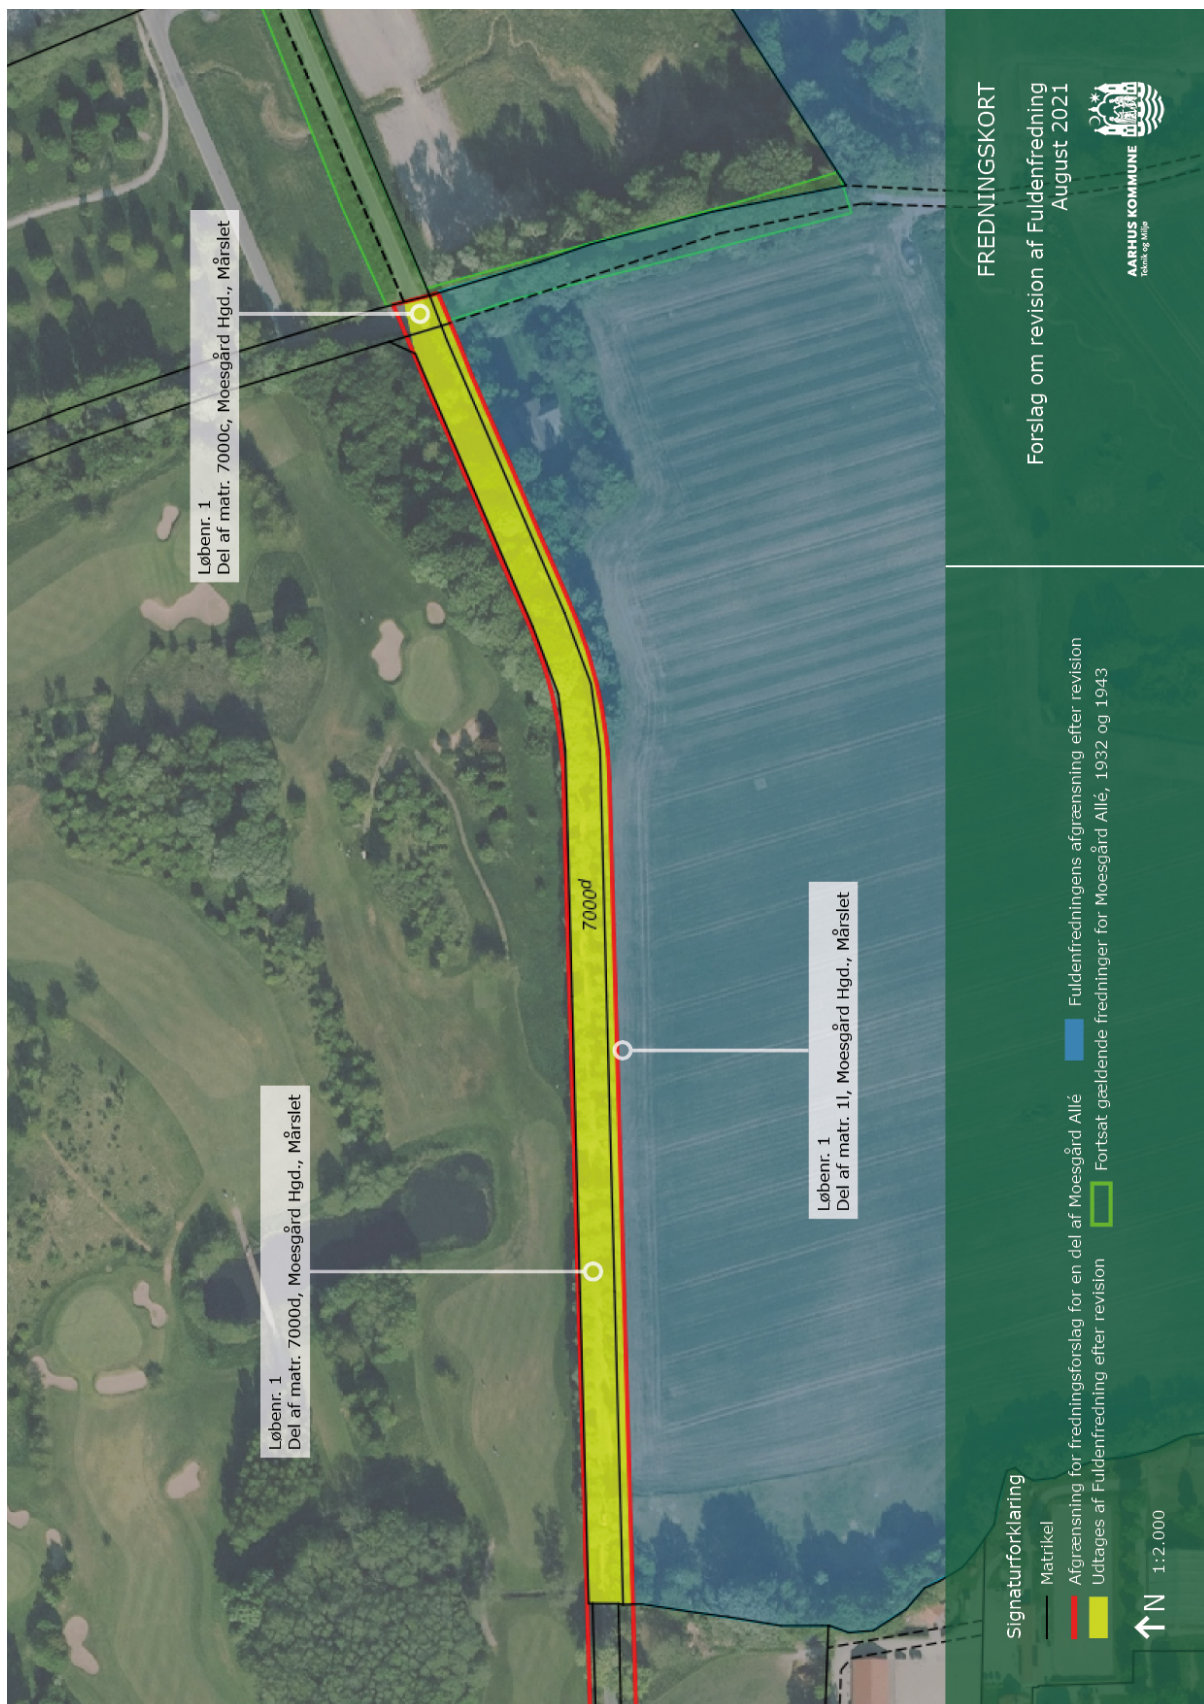 Løbenr. 1
Del af matr. 7000d, Moesgård Hgd., Mårslet
Løbenr. 1
Del af matr. 7000c, Moesgård Hgd., Mårslet
7000d
Løbenr. 1
Del af matr. 1l, Moesgård Hgd., Mårslet
Signaturforklaring
Matrikel
Afgrænsning for fredningsforslag for en del af Moesgård Allé
Udtages af Fuldenfredning efter revision
Fuldenfredningens afgrænsning efter revision
Fortsat gældende fredninger for Moesgård Allé, 1932 og 1943
N
1:2.000
FREDNINGSKORT
Forslag om revision af Fuldenfredning
August 2021
AARHUS KOMMUNE
Teknik og Miljø